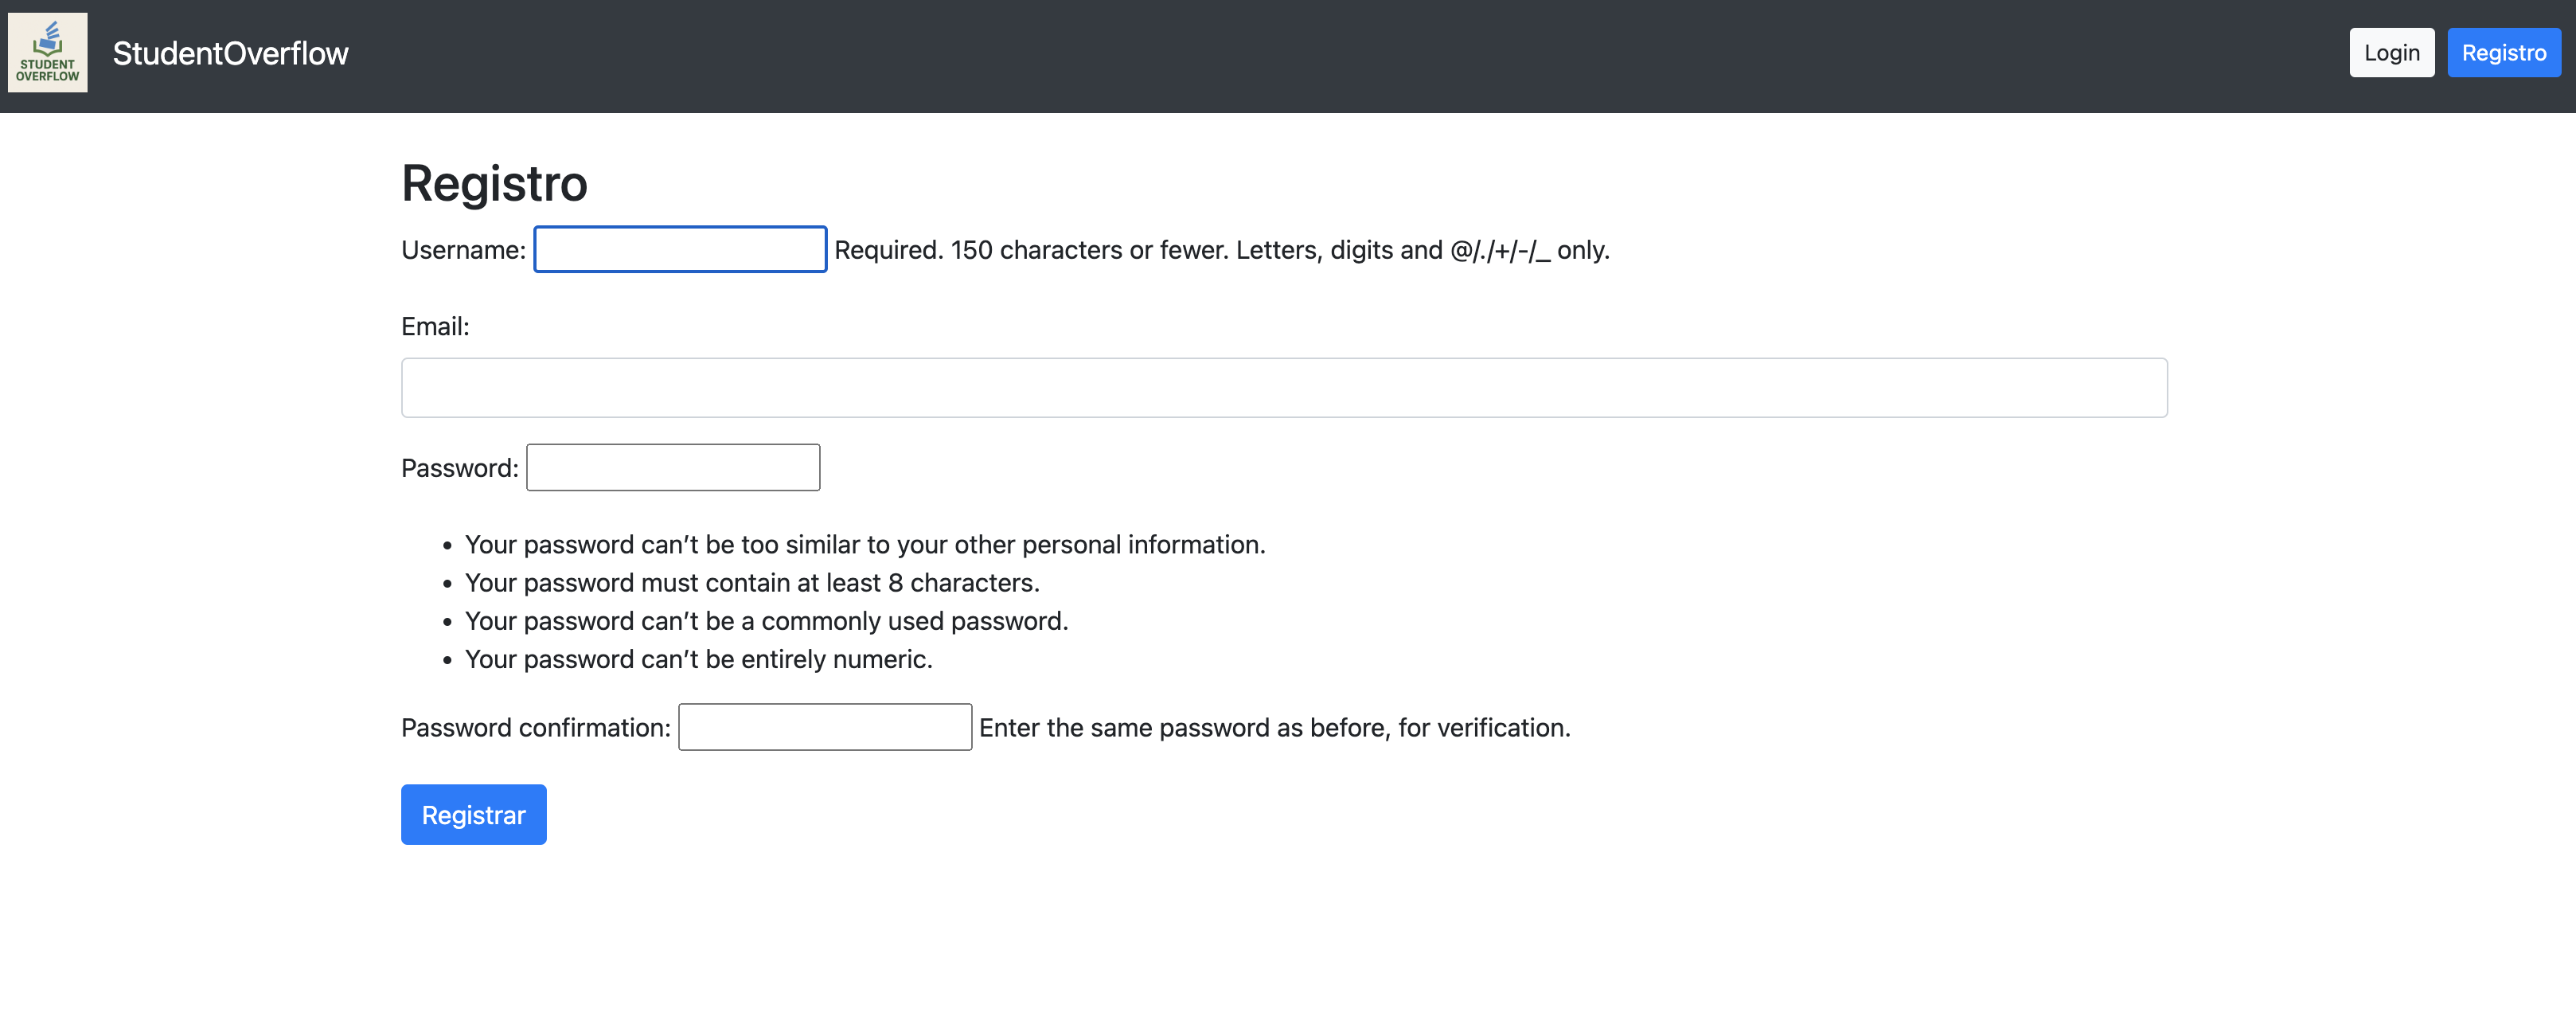 STUDENT
OVERFLOW
StudentOverflow
Login
Registro
Registro
Username:
Required. 150 characters or fewer. Letters, digits and @/./+/-/_ only.
Email:
Password:
• Your password can’t be too similar to your other personal information.
• Your password must contain at least 8 characters.
• Your password can’t be a commonly used password.
• Your password can’t be entirely numeric.
Password confirmation:
Enter the same password as before, for verification.
Registrar